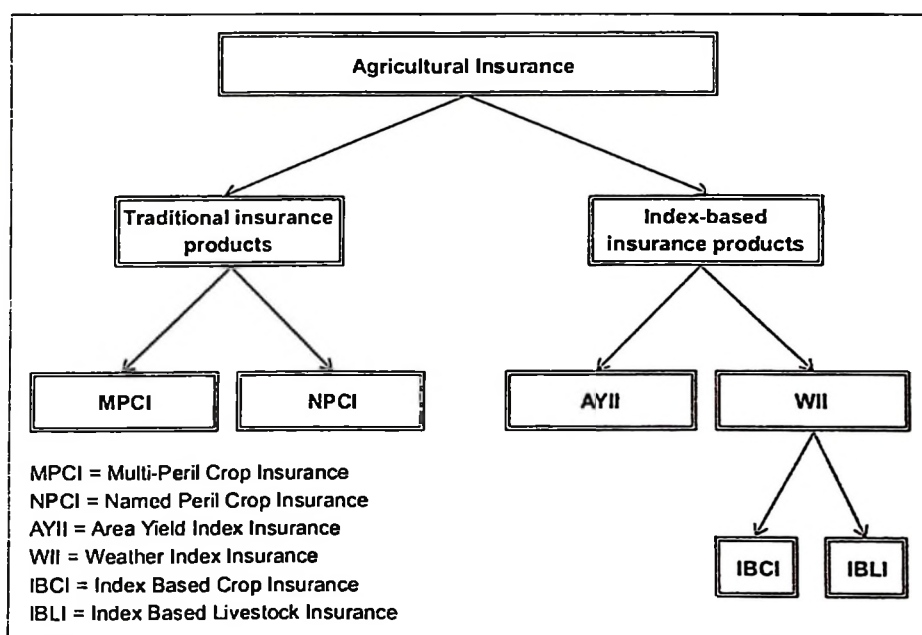 Agricultural Insurance
Traditional insurance
products
Index-based
insurance products
MPCI
NPCI
AYII
WII
MPCI = Multi-Peril Crop Insurance
NPCI = Named Peril Crop Insurance
AYII = Area Yield Index Insurance
WII = Weather Index Insurance
IBCI = Index Based Crop Insurance
IBLI = Index Based Livestock Insurance
IBCI
IBLI